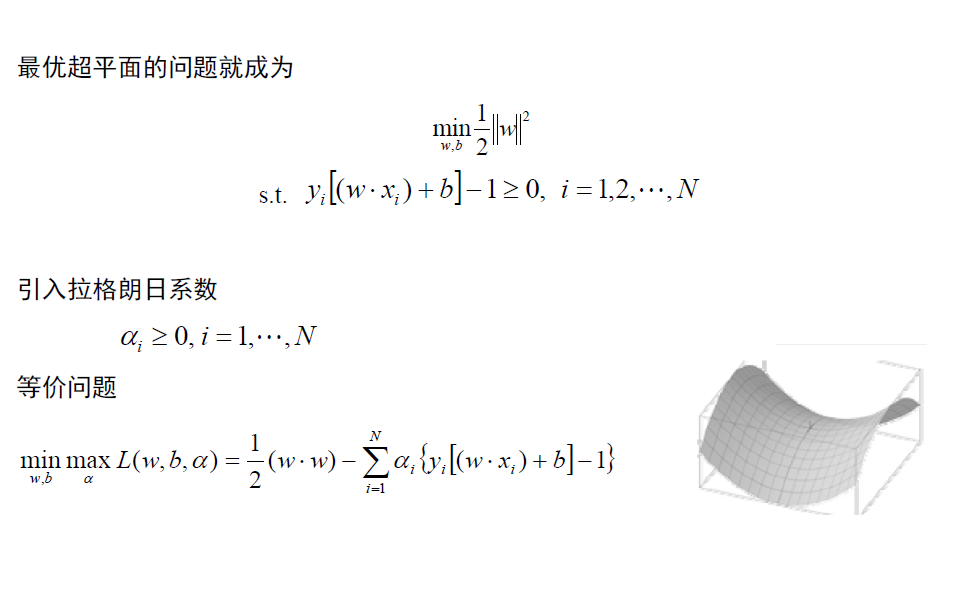 最优超平面的问题就成为
min_{w,b} 1/2 ‖w‖²
s.t. y_i[(w · x_i) + b] − 1 ≥ 0, i = 1,2,⋯,N
引入拉格朗日系数
α_i ≥ 0, i = 1,⋯,N
等价问题
min_{w,b} max_α L(w,b,α) = 1/2 (w · w) − ∑_{i=1}^{N} α_i{y_i[(w · x_i) + b] − 1}